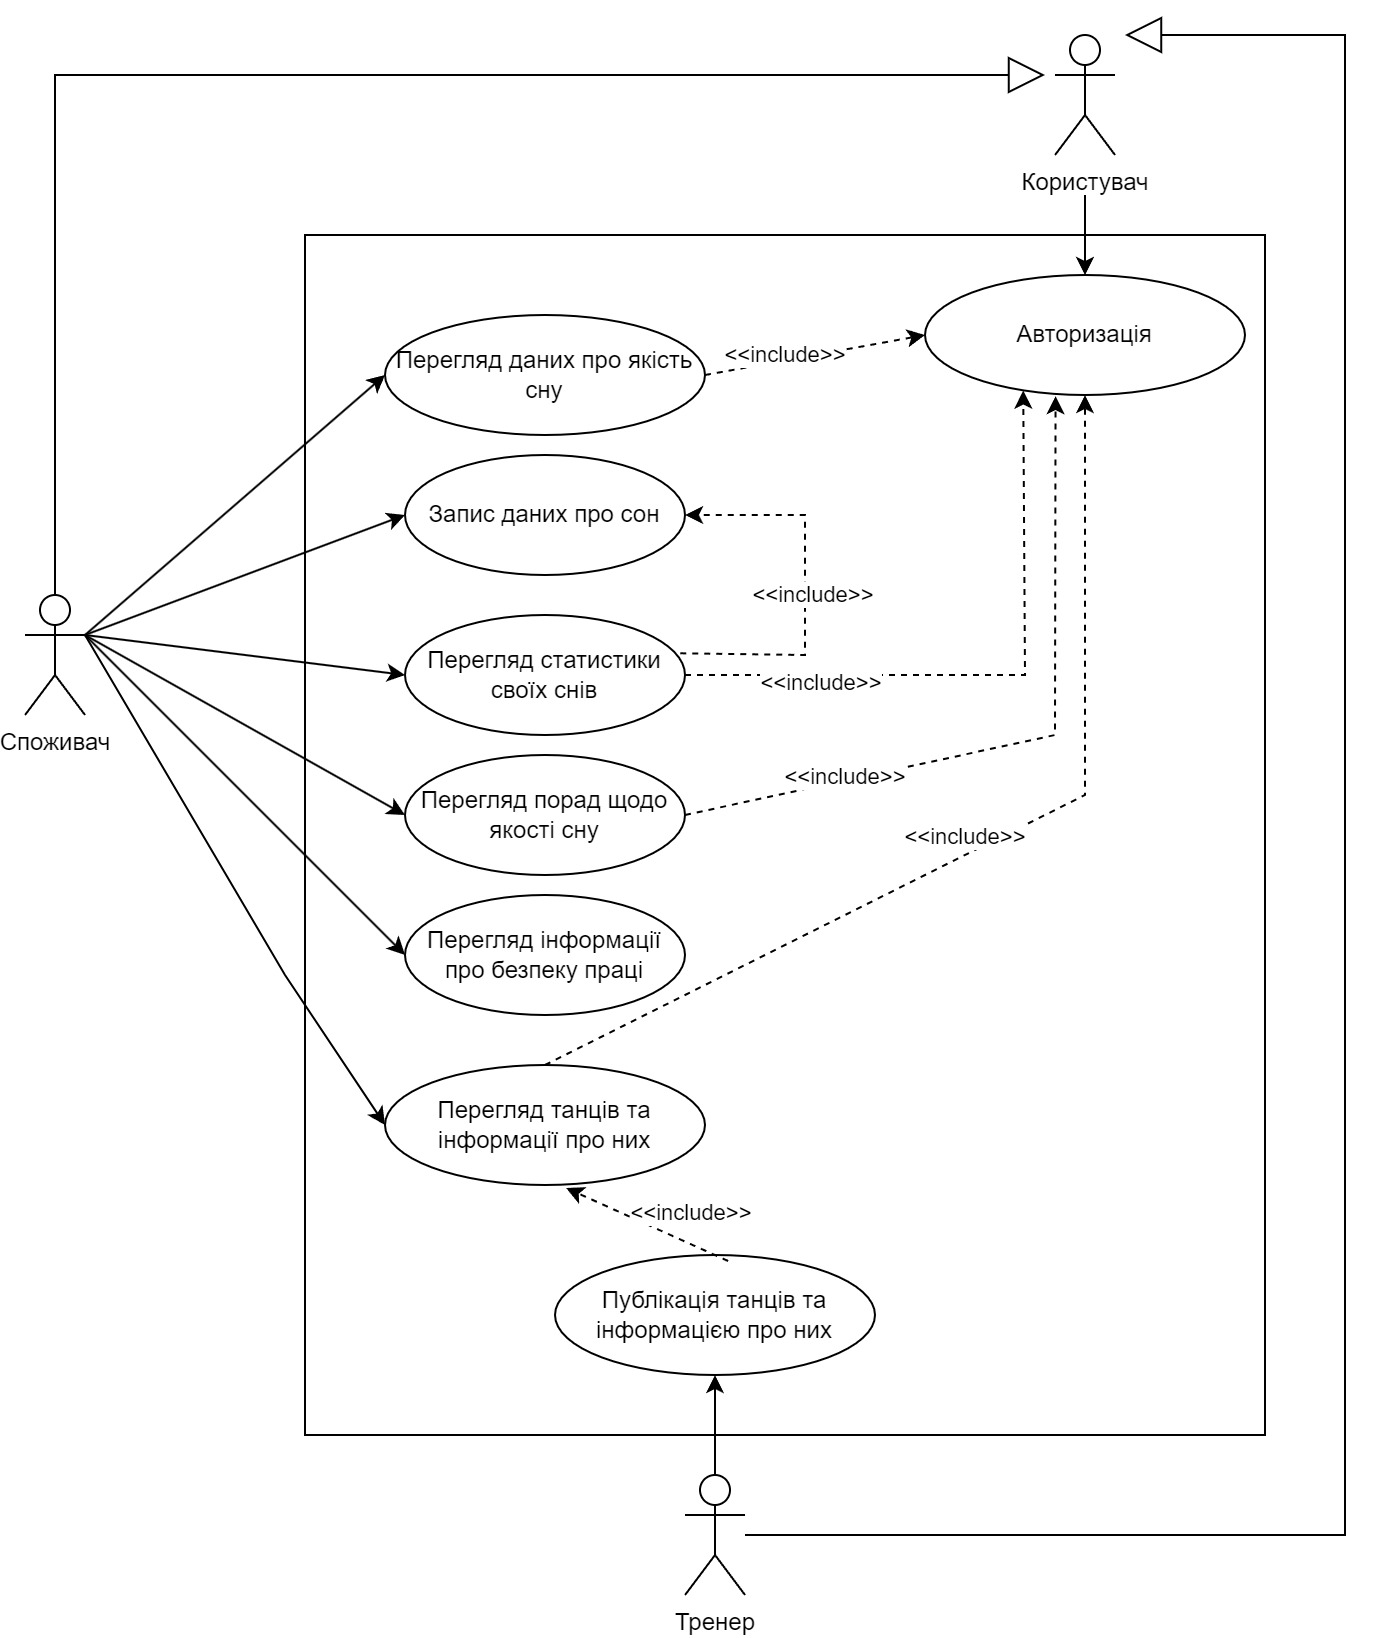 Користувач
Авторизація
<<include>>
Перегляд даних про якість
сну
Запис даних про сон
<<include>>
Перегляд статистики
своїх снів
<<include>>
Споживач
<<include>>
Перегляд порад щодо
якості сну
<<include>>
Перегляд інформації
про безпеку праці
Перегляд танців та
інформації про них
<<include>>
Публікація танців та
інформацією про них
Тренер